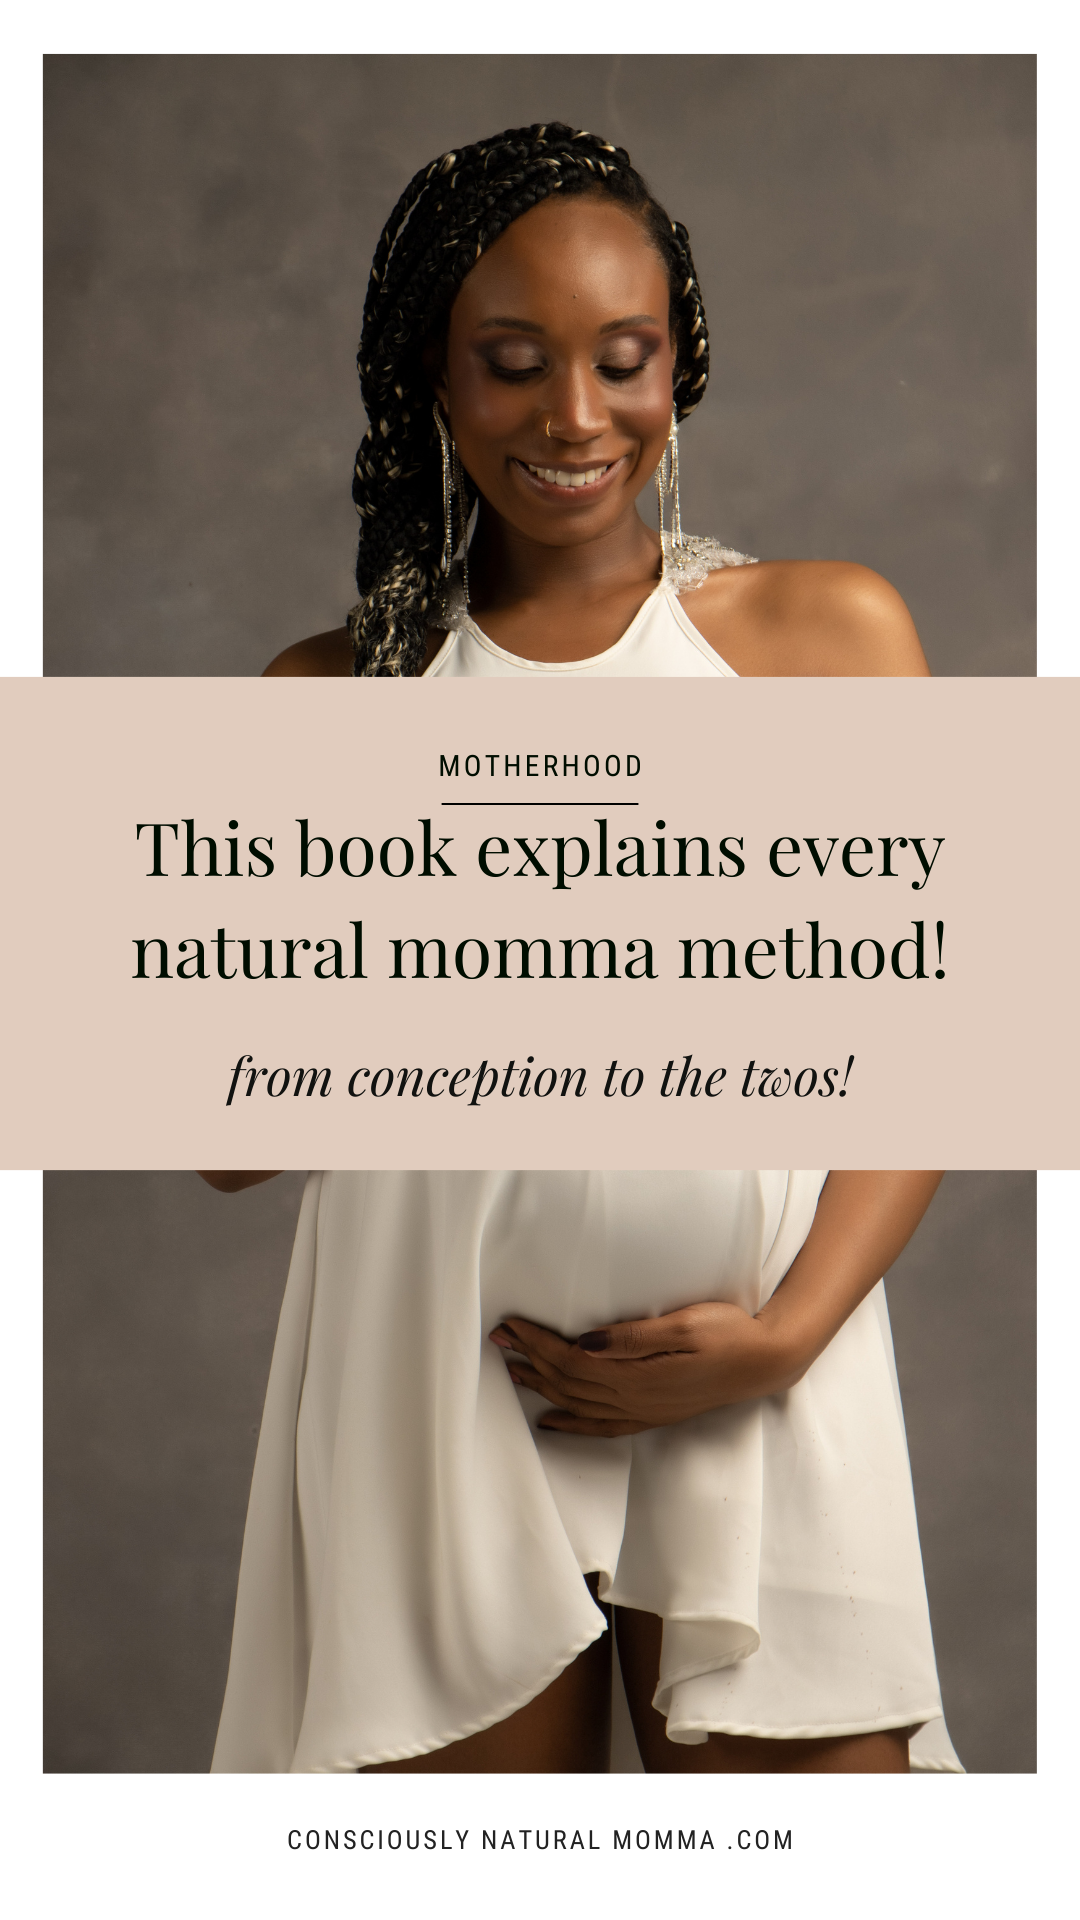 MOTHERHOOD
This book explains every
natural momma method!
from conception to the twos!
CONSCIOUSLY NATURAL MOMMA .COM